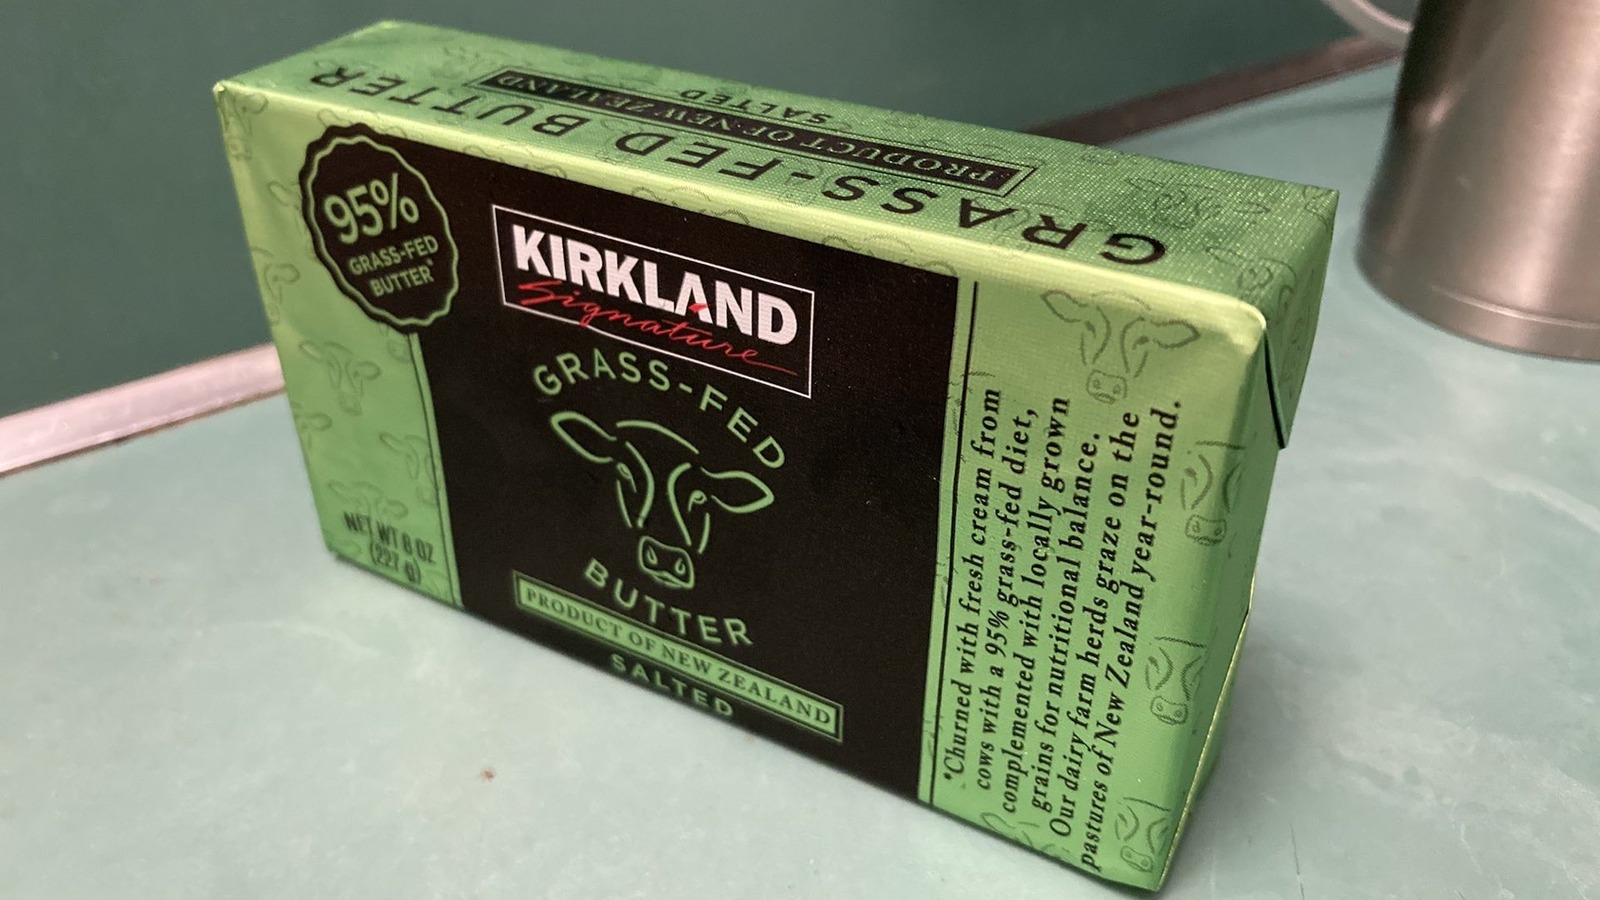 GRASS-FED BUTTER
PRODUCT OF NEW ZEALAND
SALTED
95%
GRASS-FED
BUTTER*
KIRKLAND
Signature
GRASS-FED
BUTTER
PRODUCT OF NEW ZEALAND
SALTED
NET WT 8 OZ
(227 g)
*Churned with fresh cream from
cows with a 95% grass-fed diet,
complemented with locally grown
grains for nutritional balance.
Our dairy farm herds graze on the
pastures of New Zealand year-round.